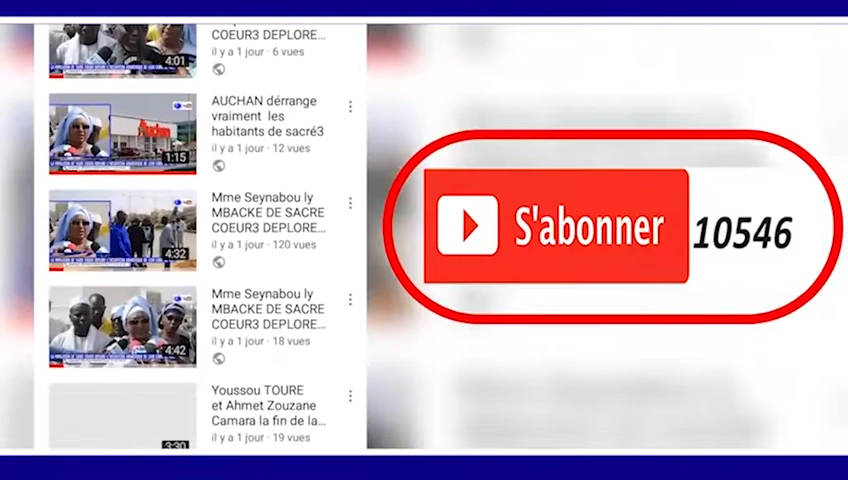 COEUR3 DEPLORE...
il y a 1 jour · 6 vues
4:01
AUCHAN dérrange
vraiment les
habitants de sacré3
il y a 1 jour · 12 vues
Auchan
1:15
Mme Seynabou ly
MBACKE DE SACRE
COEUR3 DEPLORE...
il y a 1 jour · 120 vues
4:32
Mme Seynabou ly
MBACKE DE SACRE
COEUR3 DEPLORE...
il y a 1 jour · 18 vues
4:42
Youssou TOURE
et Ahmet Zouzane
Camara la fin de la...
il y a 1 jour · 19 vues
3:30
S'abonner
10546